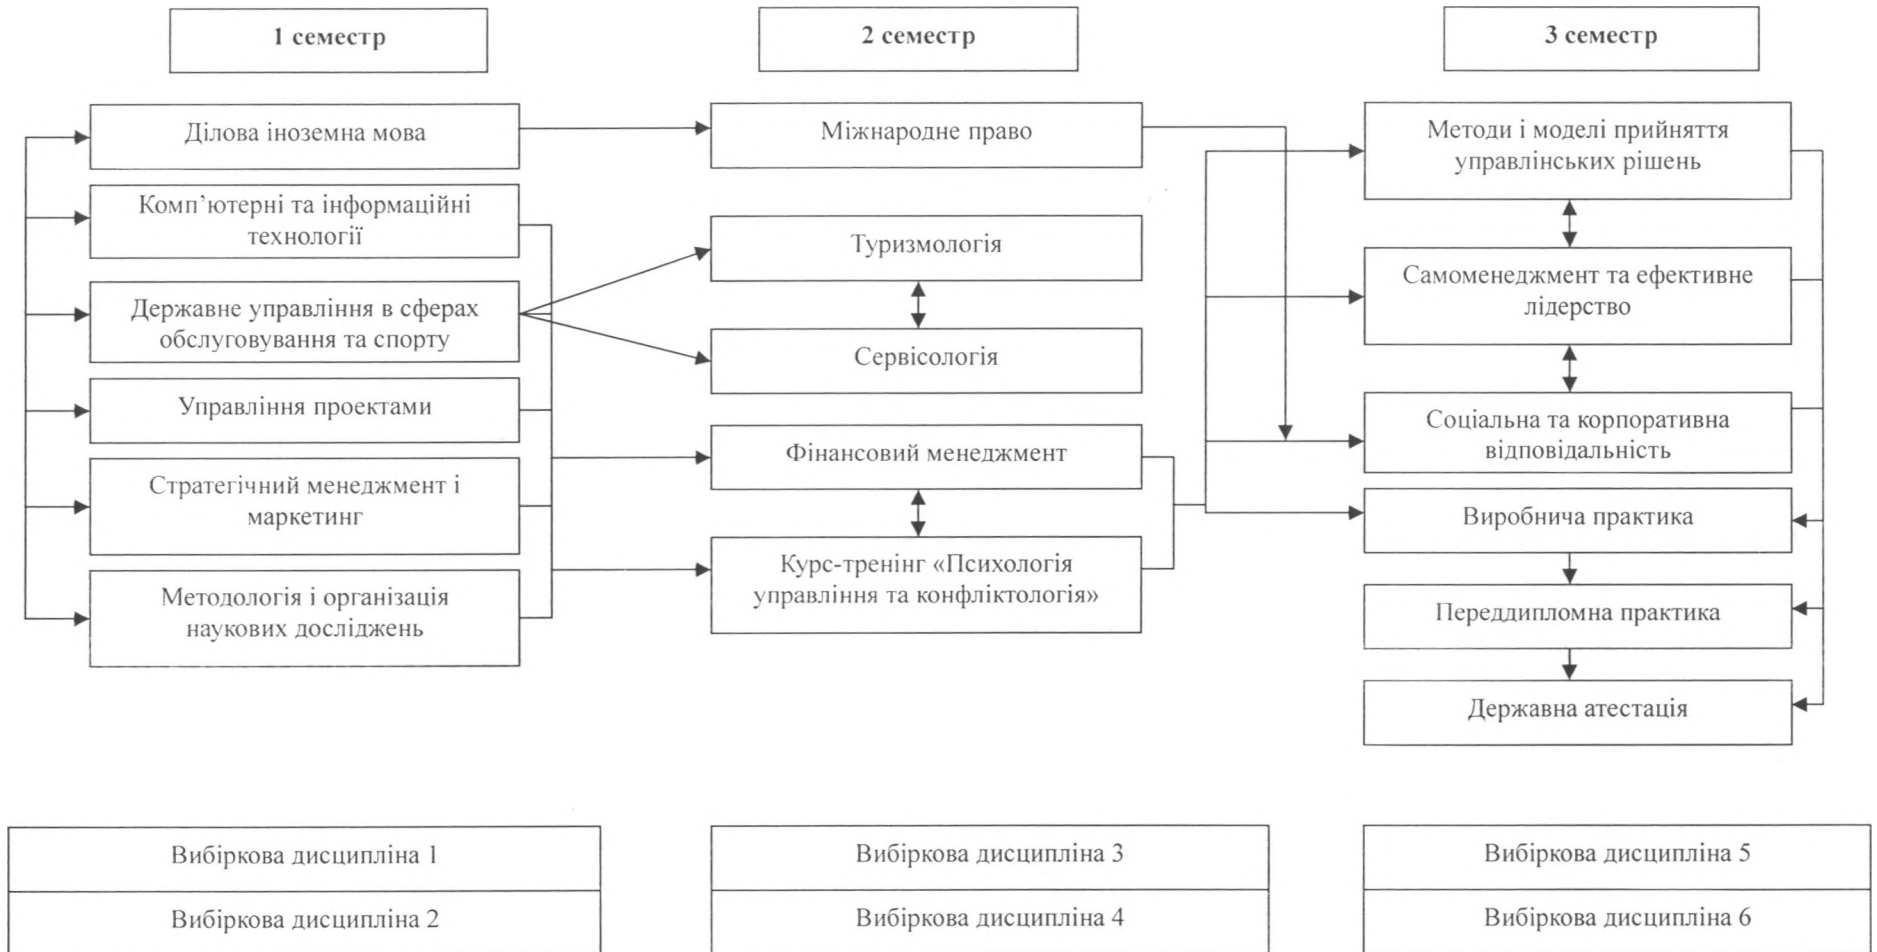 1 семестр
2 семестр
3 семестр
Ділова іноземна мова
Комп’ютерні та інформаційні
технології
Державне управління в сферах
обслуговування та спорту
Управління проектами
Стратегічний менеджмент і
маркетинг
Методологія і організація
наукових досліджень
Міжнародне право
Туризмологія
Сервісологія
Фінансовий менеджмент
Курс-тренінг «Психологія
управління та конфліктологія»
Методи і моделі прийняття
управлінських рішень
Самоменеджмент та ефективне
лідерство
Соціальна та корпоративна
відповідальність
Виробнича практика
Переддипломна практика
Державна атестація
Вибіркова дисципліна 1
Вибіркова дисципліна 2
Вибіркова дисципліна 3
Вибіркова дисципліна 4
Вибіркова дисципліна 5
Вибіркова дисципліна 6